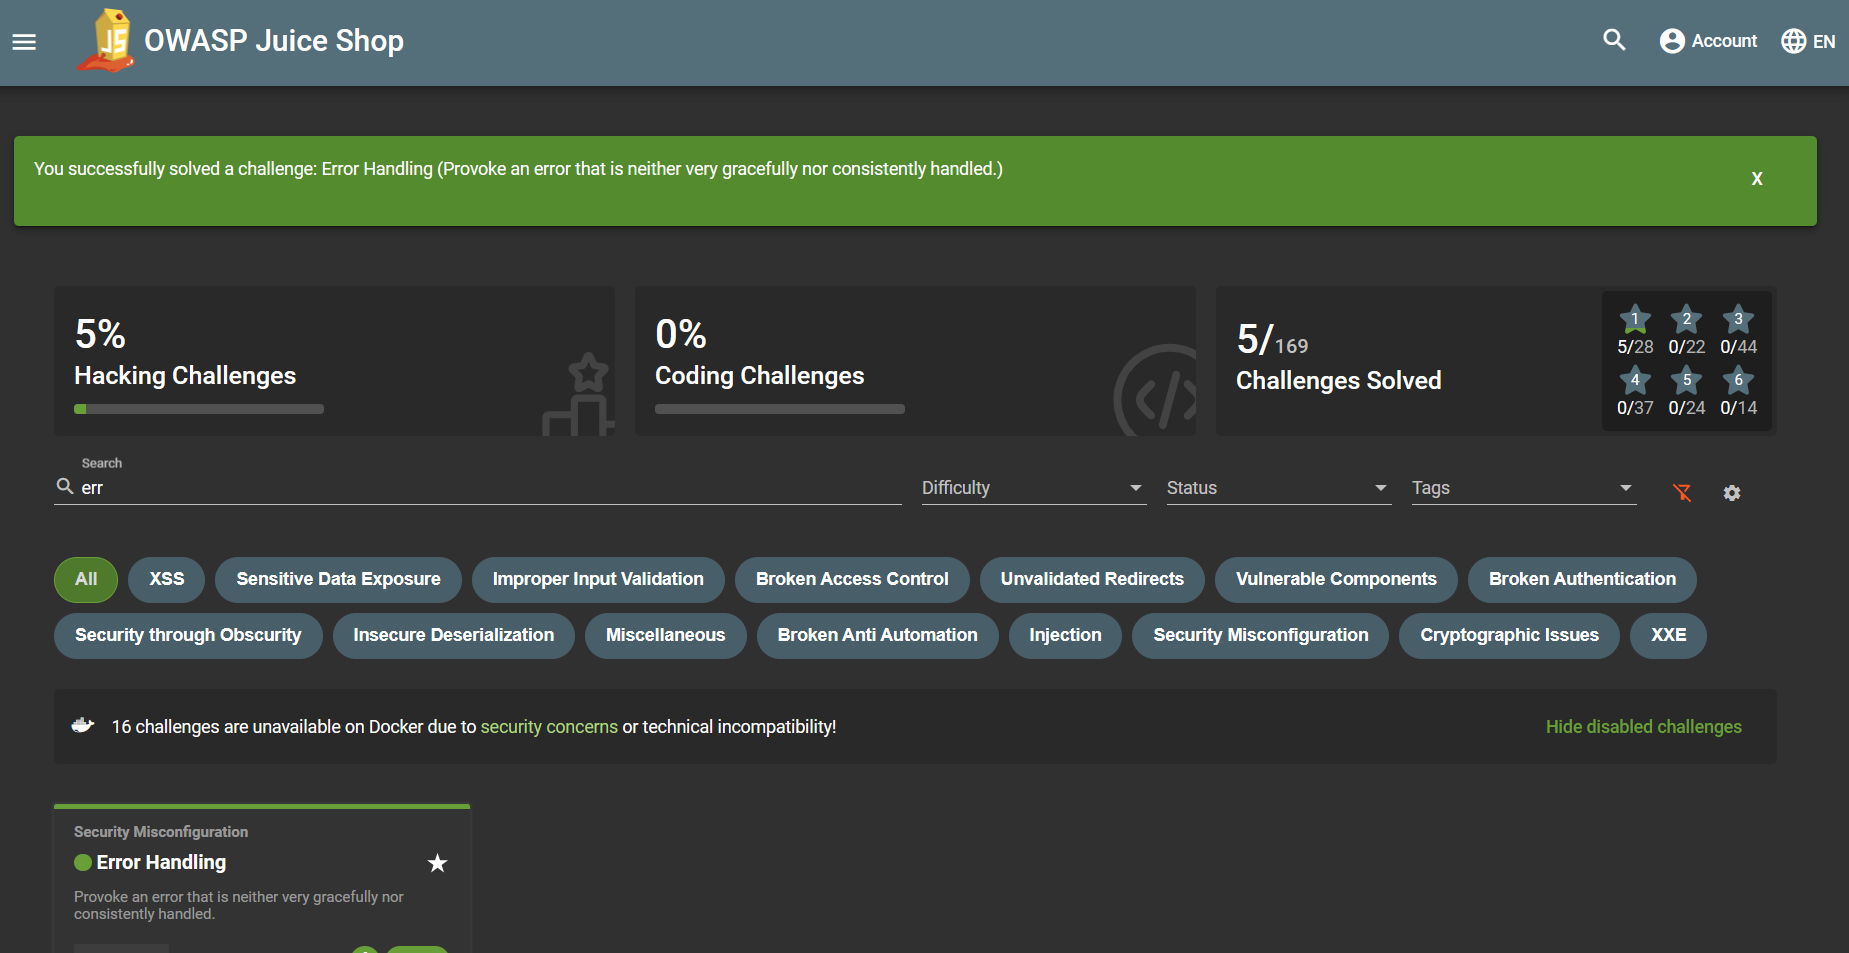 OWASP Juice Shop
Account
EN
You successfully solved a challenge: Error Handling (Provoke an error that is neither very gracefully nor consistently handled.)
X
5%
Hacking Challenges
0%
Coding Challenges
5/169
Challenges Solved
1 2 3
5/28 0/22 0/44
4 5 6
0/37 0/24 0/14
Search
err
Difficulty
Status
Tags
All XSS Sensitive Data Exposure Improper Input Validation Broken Access Control Unvalidated Redirects Vulnerable Components Broken Authentication
Security through Obscurity Insecure Deserialization Miscellaneous Broken Anti Automation Injection Security Misconfiguration Cryptographic Issues XXE
16 challenges are unavailable on Docker due to security concerns or technical incompatibility!
Hide disabled challenges
Security Misconfiguration
Error Handling
Provoke an error that is neither very gracefully nor
consistently handled.